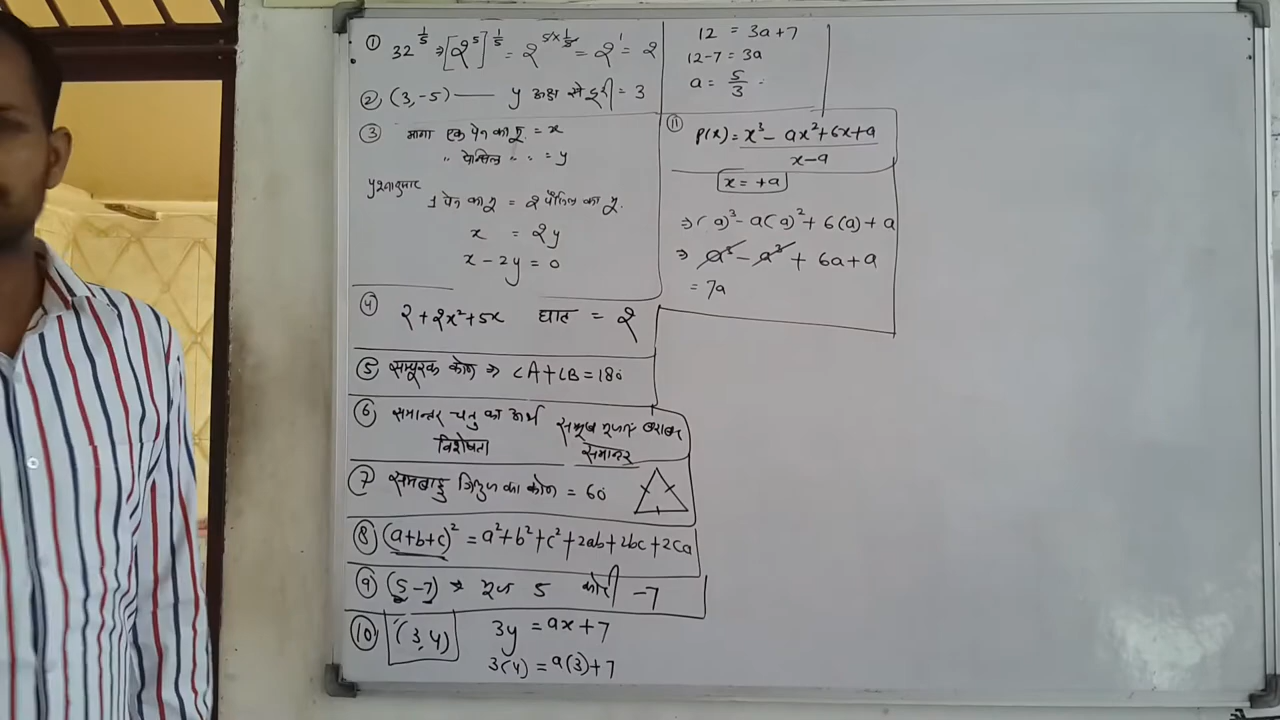 ① 32^(1/5) ⇒ [2^5]^(1/5) = 2^(5×1/5) = 2^1 = 2
② (3,-5) — y अक्ष से दूरी = 3
③ माना एक पेन का मू. = x
" पेन्सिल " " = y
प्रश्नानुसार
1 पेन का मू = 2 पेंसिल का मू.
x = 2y
x - 2y = 0
④ 2+2x²+5x घात = 2
⑤ सम्पूरक कोण ⇒ ∠A+∠B=180
⑥ समान्तर चतु का अर्थ सम्मुख भुजा बराबर
विशेषता समान्तर
⑦ समबाहु त्रिभुज का कोण = 60
⑧ (a+b+c)² = a²+b²+c²+2ab+2bc+2ca
⑨ (5-7) ⇒ भुज 5 कोटी -7
⑩ (3,4) 3y = ax+7
3(4) = a(3)+7
12 = 3a+7
12-7 = 3a
a = 5/3
⑪ P(x) = x³- ax²+6x+a
x-a
x = +a
⇒ (a)³- a(a)²+ 6(a)+ a
⇒ a³- a³+ 6a+a
= 7a